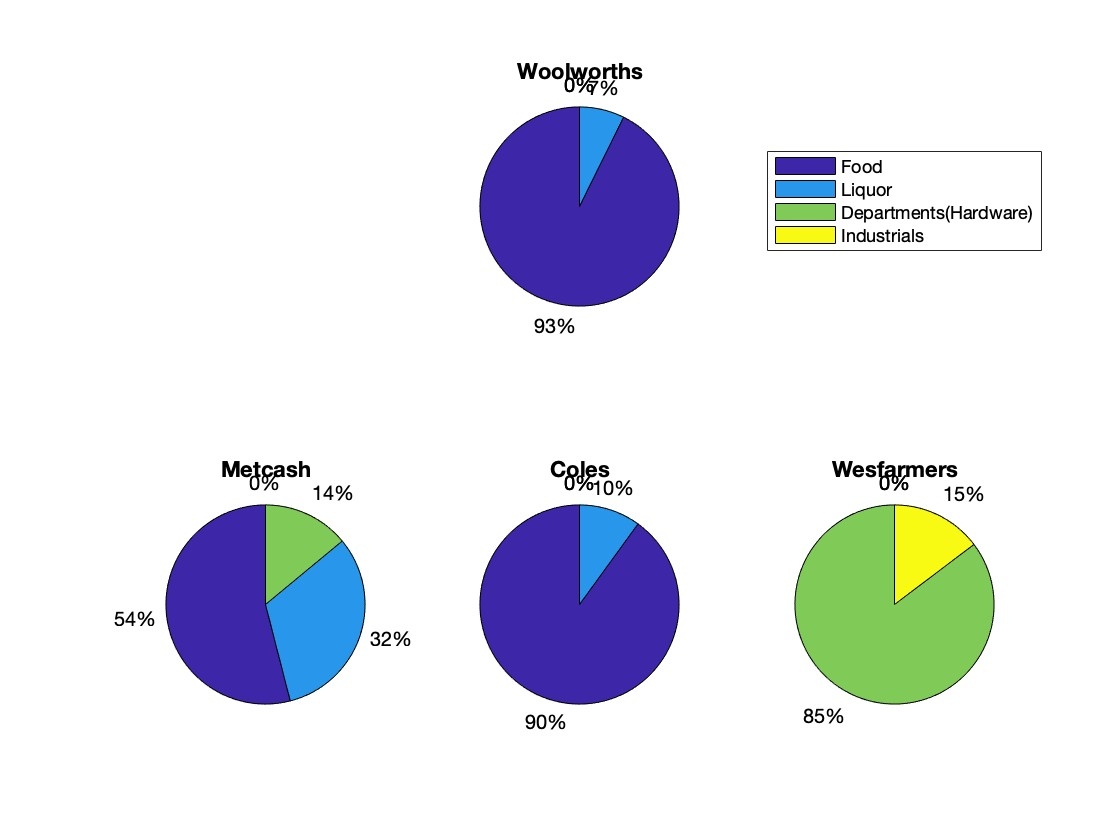 Woolworths
0%
7%
93%
Food
Liquor
Departments(Hardware)
Industrials
Metcash
0%
14%
54%
32%
Coles
0%
10%
90%
Wesfarmers
0%
15%
85%